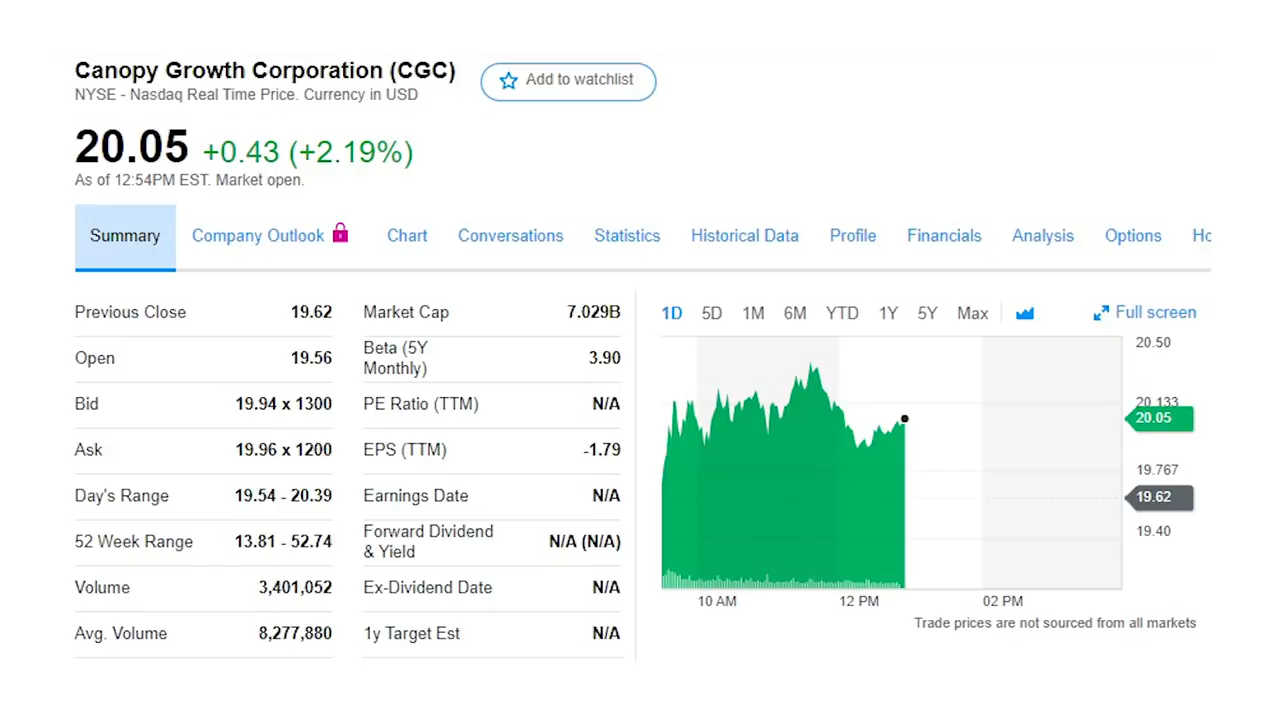 Canopy Growth Corporation (CGC)
Add to watchlist
NYSE - Nasdaq Real Time Price. Currency in USD
20.05 +0.43 (+2.19%)
As of 12:54PM EST. Market open.
Summary Company Outlook Chart Conversations Statistics Historical Data Profile Financials Analysis Options Ho
Previous Close 19.62
Open 19.56
Bid 19.94 x 1300
Ask 19.96 x 1200
Day's Range 19.54 - 20.39
52 Week Range 13.81 - 52.74
Volume 3,401,052
Avg. Volume 8,277,880
Market Cap 7.029B
Beta (5Y
Monthly) 3.90
PE Ratio (TTM) N/A
EPS (TTM) -1.79
Earnings Date N/A
Forward Dividend
& Yield N/A (N/A)
Ex-Dividend Date N/A
1y Target Est N/A
1D 5D 1M 6M YTD 1Y 5Y Max Full screen
20.50
20.133
20.05
19.767
19.62
19.40
10 AM 12 PM 02 PM
Trade prices are not sourced from all markets